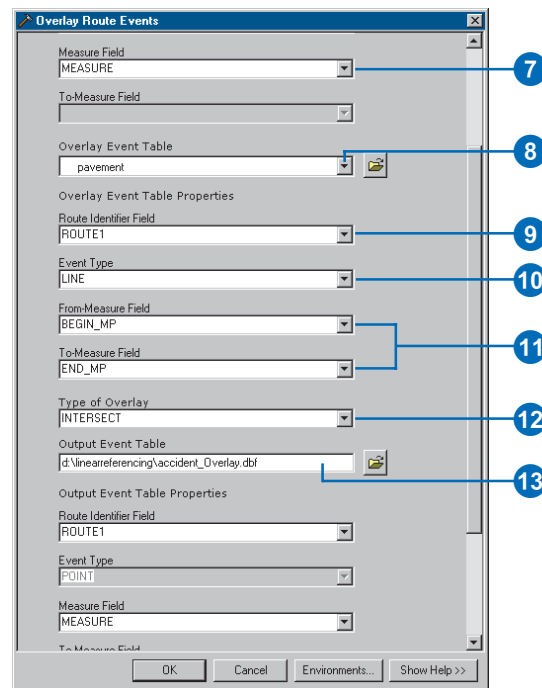 Overlay Route Events
Measure Field
MEASURE
7
To-Measure Field
Overlay Event Table
8
pavement
Overlay Event Table Properties
Route Identifier Field
ROUTE1
9
Event Type
LINE
10
From-Measure Field
BEGIN_MP
11
To-Measure Field
END_MP
Type of Overlay
INTERSECT
12
Output Event Table
d:\linearreferencing\accident_Overlay.dbf
13
Output Event Table Properties
Route Identifier Field
ROUTE1
Event Type
POINT
Measure Field
MEASURE
To-Measure Field
OK Cancel Environments... Show Help >>